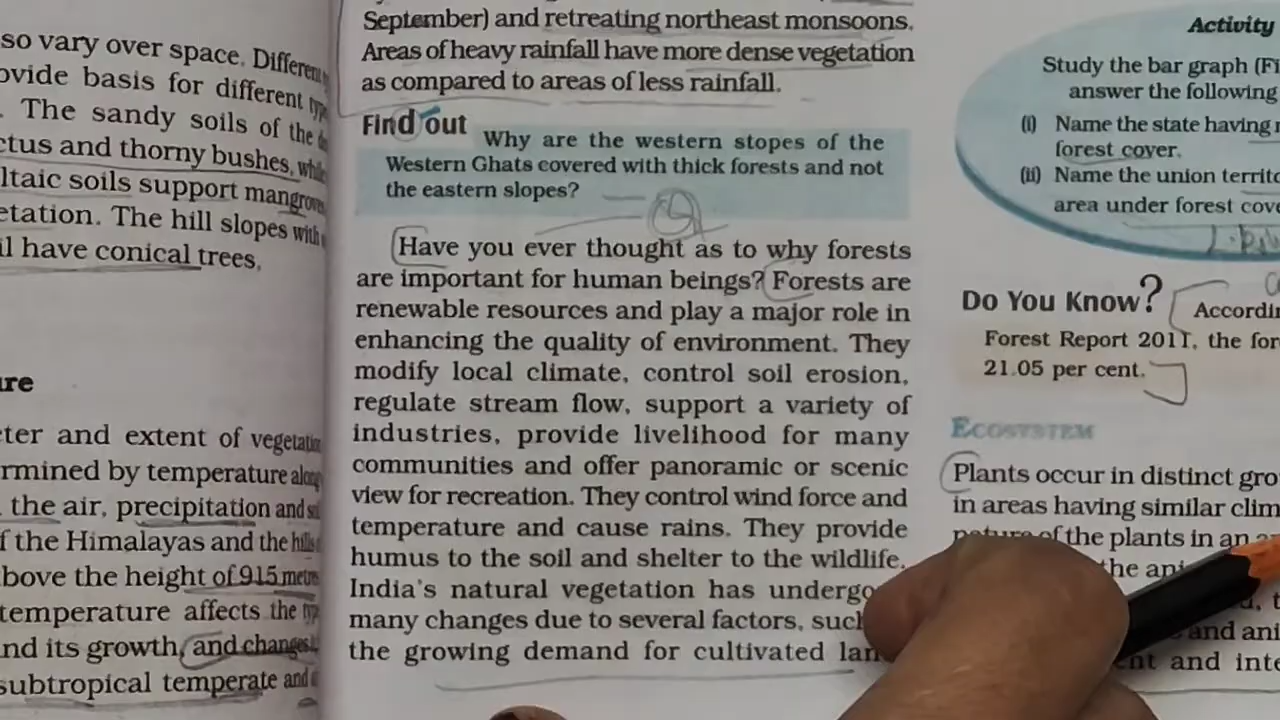 so vary over space. Different
ovide basis for different
. The sandy soils of the
ctus and thorny bushes,
ltaic soils support mangrove
etation. The hill slopes with
il have conical trees.
ure
cter and extent of vegetation
rmined by temperature along
the air, precipitation and
f the Himalayas and the hills
bove the height of 915 metres
temperature affects the
nd its growth, and changes
subtropical temperate and
September) and retreating northeast monsoons.
Areas of heavy rainfall have more dense vegetation
as compared to areas of less rainfall.
Find out
Why are the western stopes of the
Western Ghats covered with thick forests and not
the eastern slopes?
Have you ever thought as to why forests
are important for human beings? Forests are
renewable resources and play a major role in
enhancing the quality of environment. They
modify local climate, control soil erosion,
regulate stream flow, support a variety of
industries, provide livelihood for many
communities and offer panoramic or scenic
view for recreation. They control wind force and
temperature and cause rains. They provide
humus to the soil and shelter to the wildlife.
India's natural vegetation has undergo
many changes due to several factors, such
the growing demand for cultivated lan
Activity
Study the bar graph (Fi
answer the following
(i) Name the state having
forest cover.
(ii) Name the union territo
area under forest cove
Do You Know?
Accordin
Forest Report 2011, the for
21.05 per cent.
ECOSYSTEM
Plants occur in distinct gro
in areas having similar clim
nature of the plants in an
the ani
and ani
ent and inte